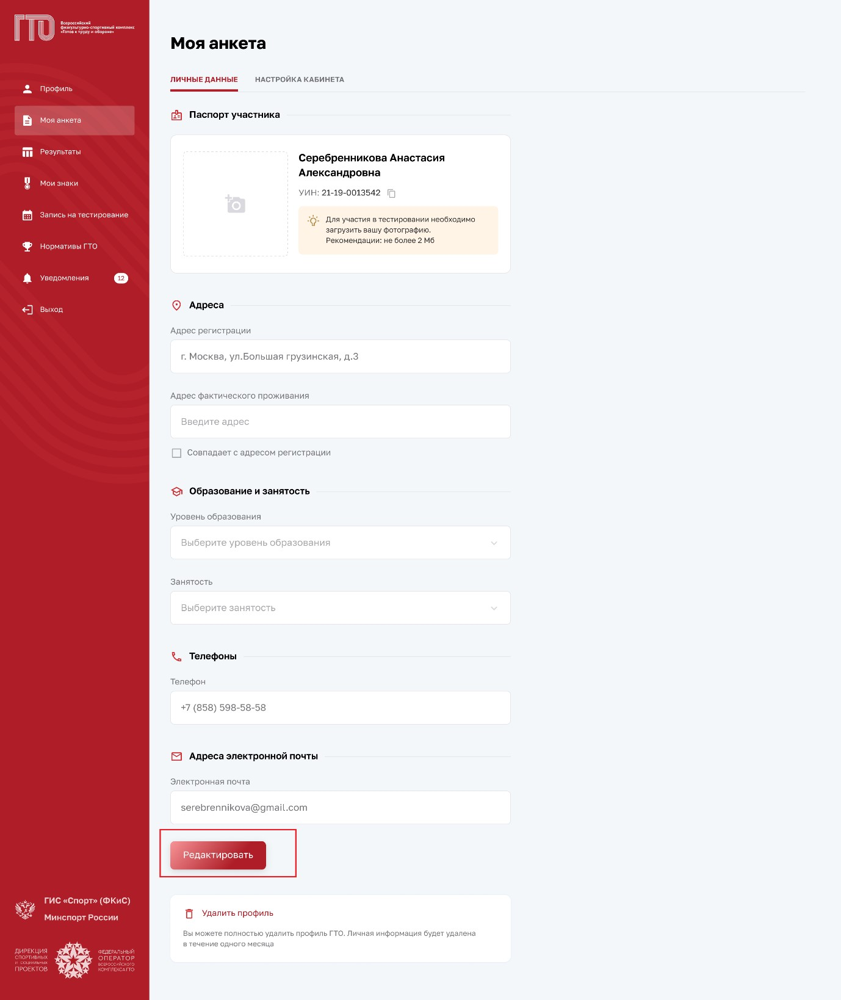 ГТО
Всероссийский
физкультурно-спортивный комплекс
«Готов к труду и обороне»
Профиль
Моя анкета
Результаты
Мои знаки
Запись на тестирование
Нормативы ГТО
Уведомления 12
Выход
ГИС «Спорт» (ФКиС)
Минспорт России
ДИРЕКЦИЯ
СПОРТИВНЫХ
И СОЦИАЛЬНЫХ
ПРОЕКТОВ
ФЕДЕРАЛЬНЫЙ
ОПЕРАТОР
ВСЕРОССИЙСКОГО
КОМПЛЕКСА ГТО
Моя анкета
ЛИЧНЫЕ ДАННЫЕ НАСТРОЙКА КАБИНЕТА
Паспорт участника
Серебренникова Анастасия
Александровна
УИН: 21-19-0013542
Для участия в тестировании необходимо
загрузить вашу фотографию.
Рекомендации: не более 2 Мб
Адреса
Адрес регистрации
г. Москва, ул.Большая грузинская, д.3
Адрес фактического проживания
Введите адрес
Совпадает с адресом регистрации
Образование и занятость
Уровень образования
Выберите уровень образования
Занятость
Выберите занятость
Телефоны
Телефон
+7 (858) 598-58-58
Адреса электронной почты
Электронная почта
serebrennikova@gmail.com
Редактировать
Удалить профиль
Вы можете полностью удалить профиль ГТО. Личная информация будет удалена
в течение одного месяца